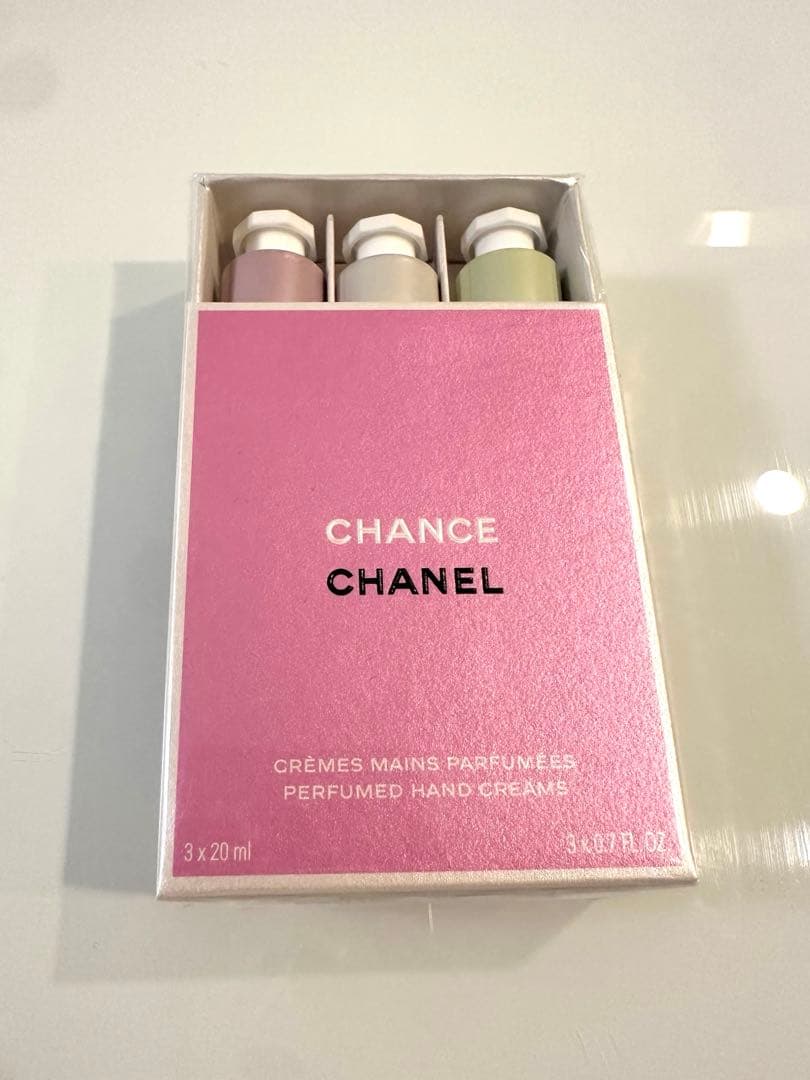 CHANCE
CHANEL
CRÈMES MAINS PARFUMÉES
PERFUMED HAND CREAMS
3 x 20 ml
3 x 0.7 FL. OZ.